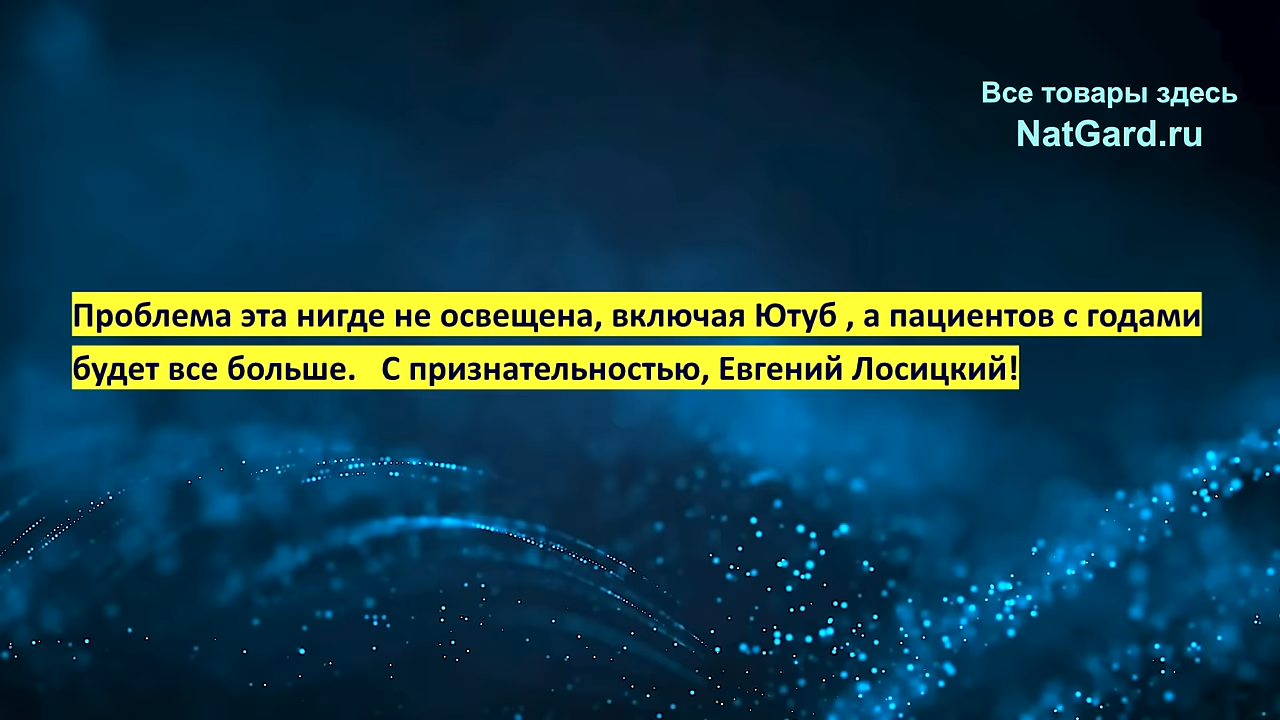 Все товары здесь
NatGard.ru
Проблема эта нигде не освещена, включая Ютуб , а пациентов с годами
будет все больше.   С признательностью, Евгений Лосицкий!